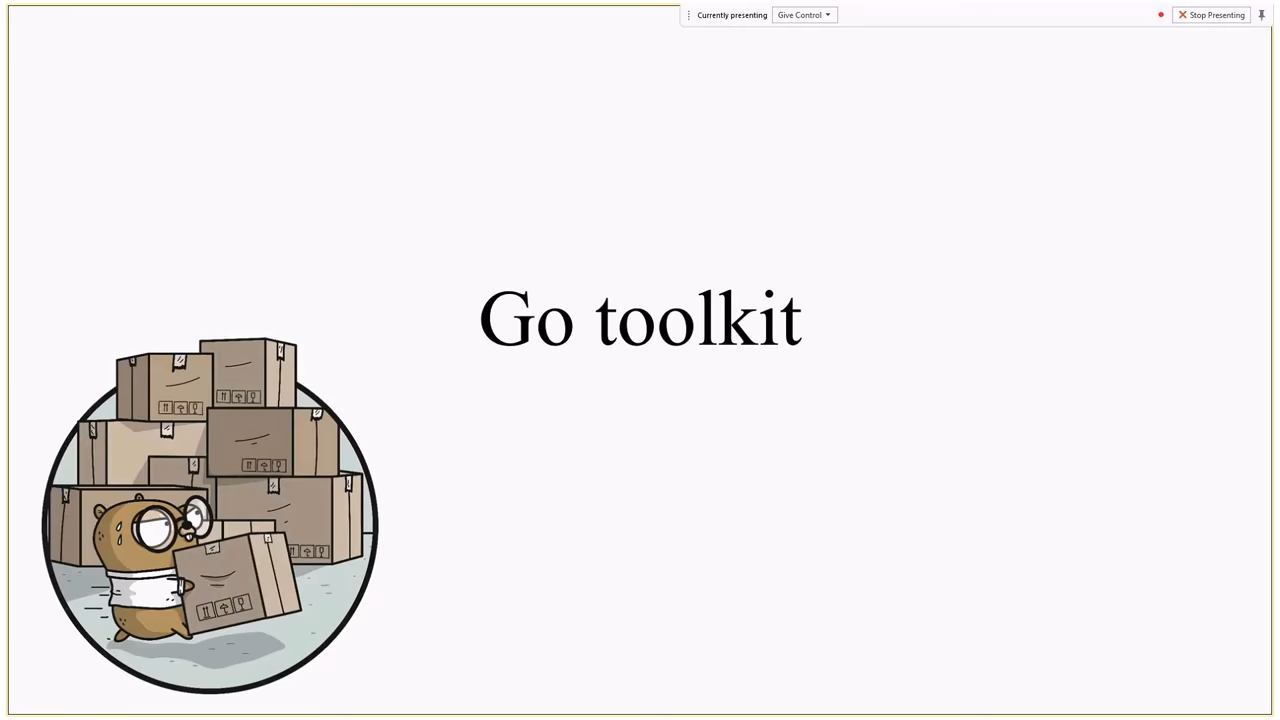 Currently presenting
Give Control
Stop Presenting
Go toolkit